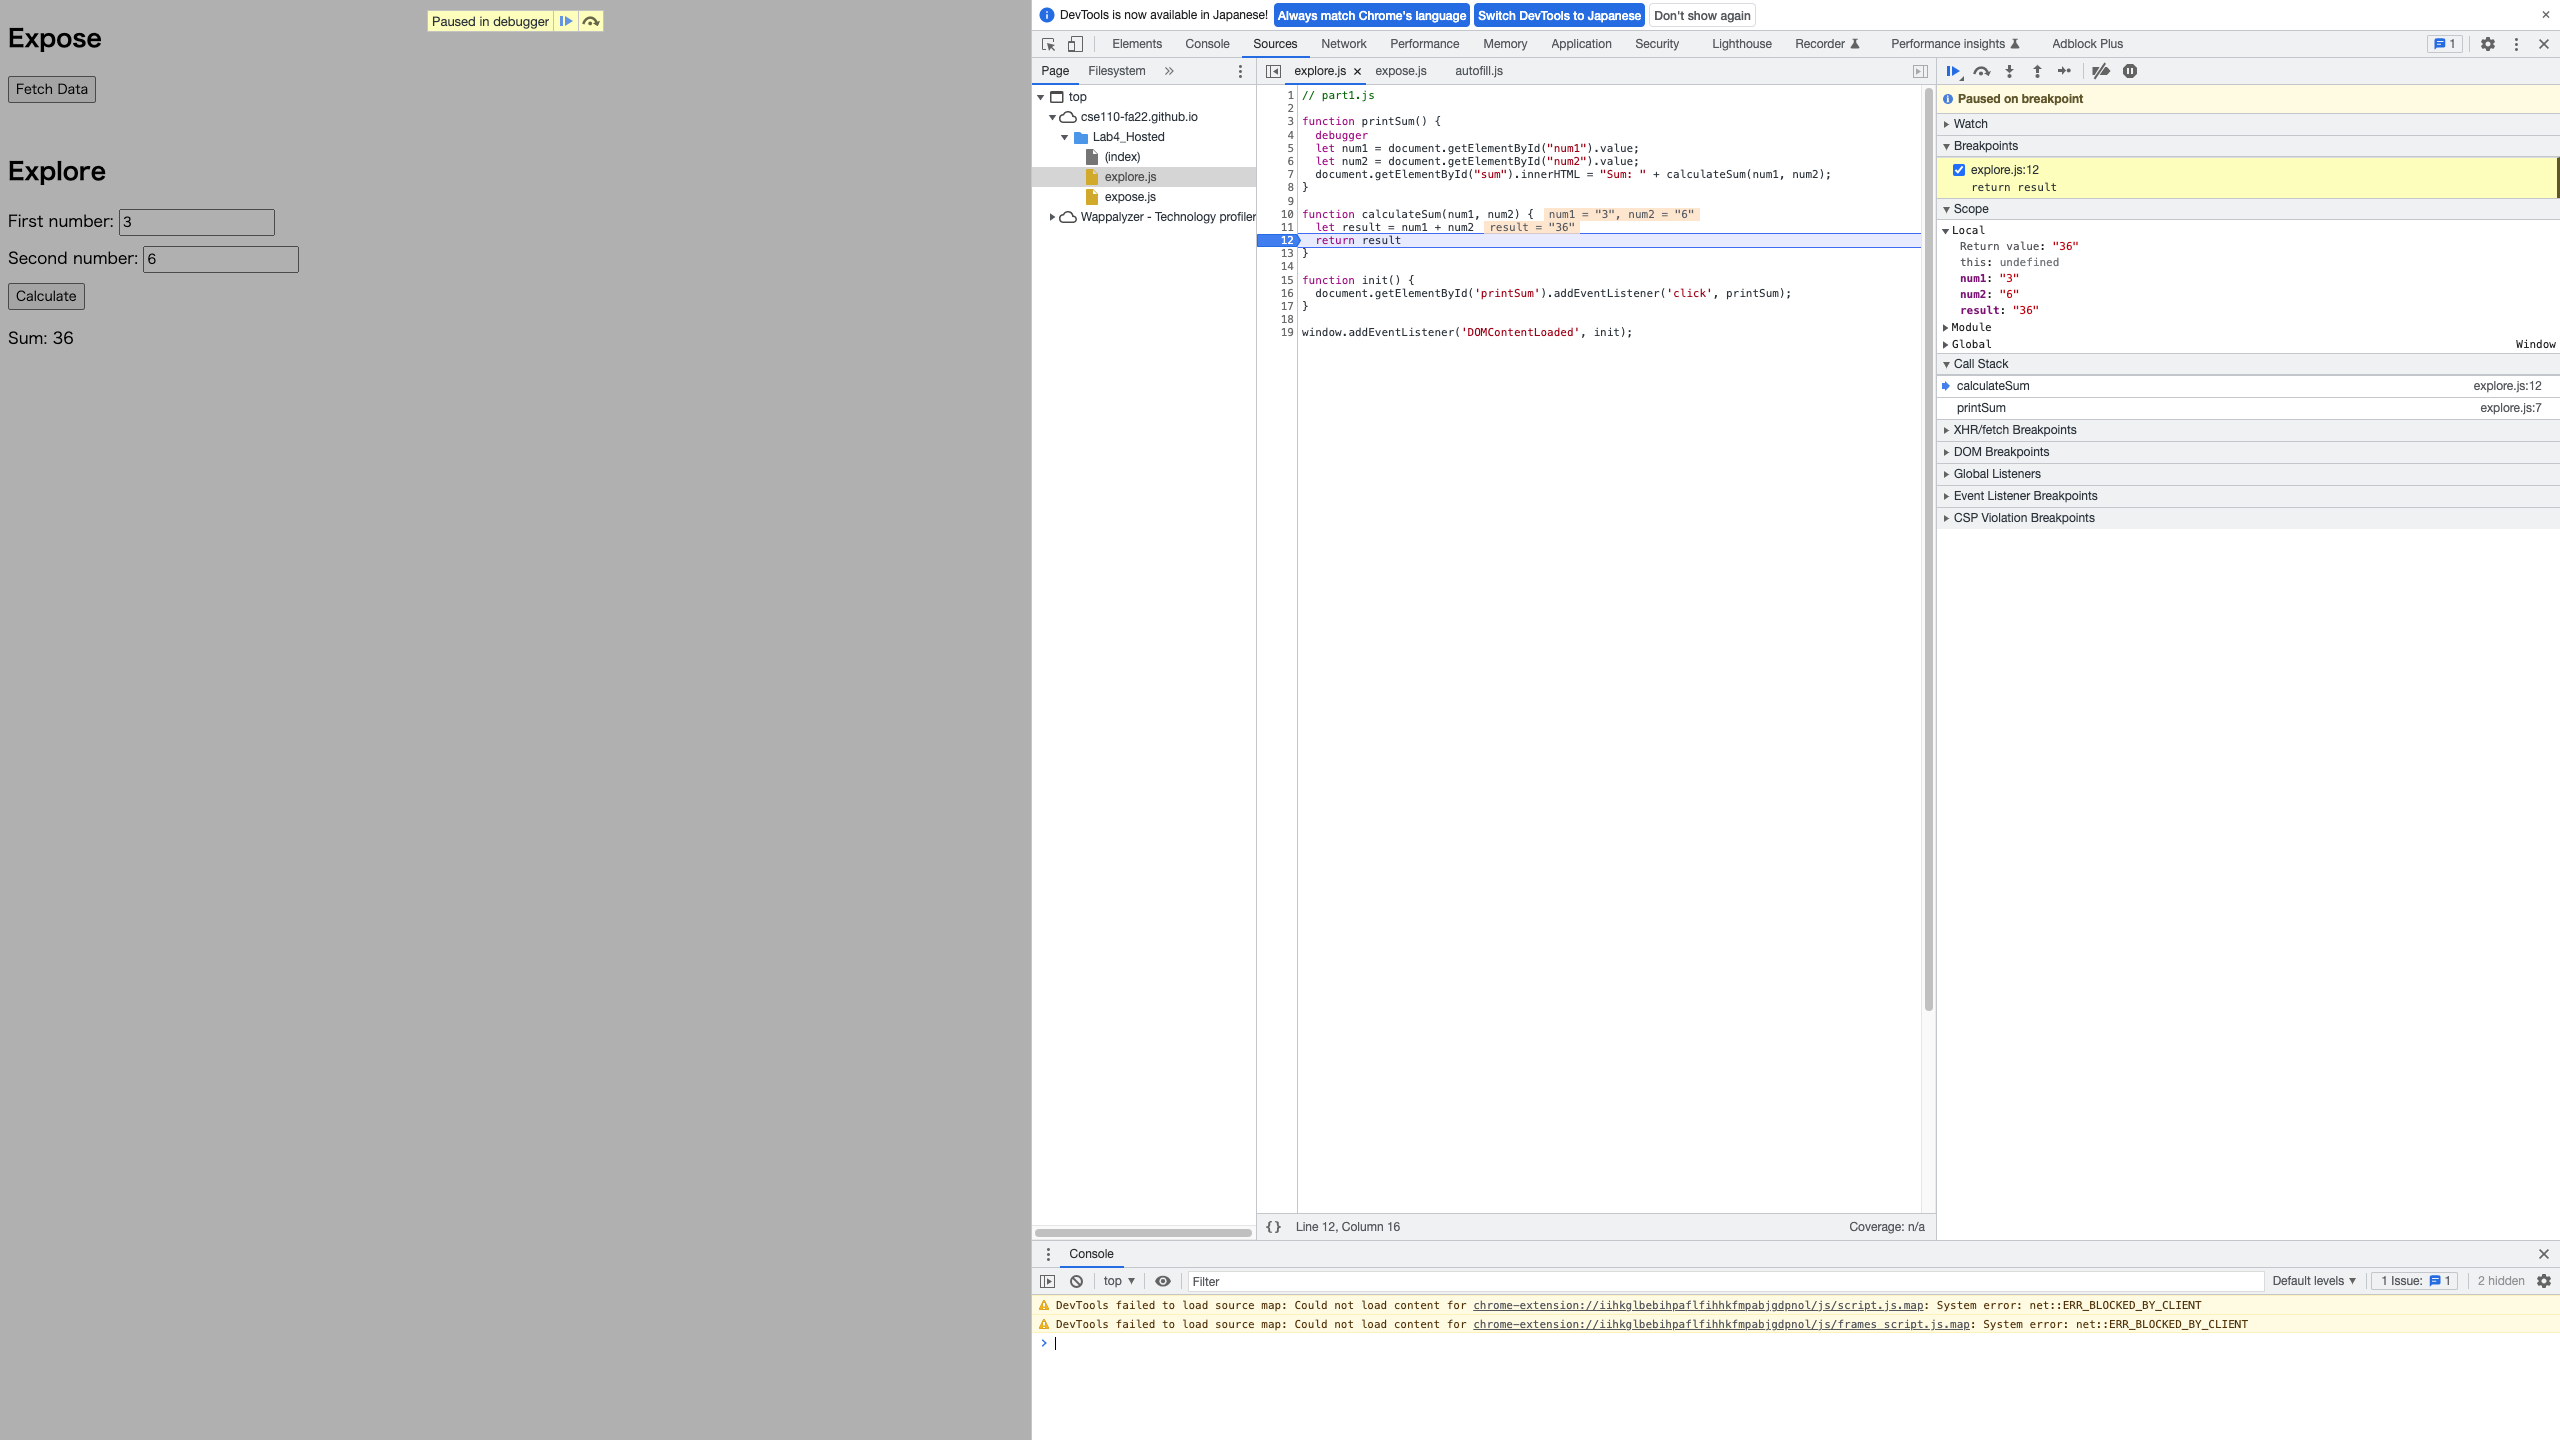 Paused in debugger
Expose
Fetch Data
Explore
First number: 3
Second number: 6
Calculate
Sum: 36
DevTools is now available in Japanese! Always match Chrome's language Switch DevTools to Japanese Don't show again
Elements Console Sources Network Performance Memory Application Security Lighthouse Recorder Performance insights Adblock Plus 1
Page Filesystem
top
cse110-fa22.github.io
Lab4_Hosted
(index)
explore.js
expose.js
Wappalyzer - Technology profiler
explore.js expose.js autofill.js
1 // part1.js
2
3 function printSum() {
4 debugger
5 let num1 = document.getElementById("num1").value;
6 let num2 = document.getElementById("num2").value;
7 document.getElementById("sum").innerHTML = "Sum: " + calculateSum(num1, num2);
8 }
9
10 function calculateSum(num1, num2) { num1 = "3", num2 = "6"
11 let result = num1 + num2 result = "36"
12 return result
13 }
14
15 function init() {
16 document.getElementById('printSum').addEventListener('click', printSum);
17 }
18
19 window.addEventListener('DOMContentLoaded', init);
{} Line 12, Column 16 Coverage: n/a
Paused on breakpoint
Watch
Breakpoints
explore.js:12
return result
Scope
Local
Return value: "36"
this: undefined
num1: "3"
num2: "6"
result: "36"
Module
Global Window
Call Stack
calculateSum explore.js:12
printSum explore.js:7
XHR/fetch Breakpoints
DOM Breakpoints
Global Listeners
Event Listener Breakpoints
CSP Violation Breakpoints
Console
top Filter Default levels 1 Issue: 1 2 hidden
DevTools failed to load source map: Could not load content for chrome-extension://iihkglbebihpaflfihhkfmpabjgdpnol/js/script.js.map: System error: net::ERR_BLOCKED_BY_CLIENT
DevTools failed to load source map: Could not load content for chrome-extension://iihkglbebihpaflfihhkfmpabjgdpnol/js/frames_script.js.map: System error: net::ERR_BLOCKED_BY_CLIENT